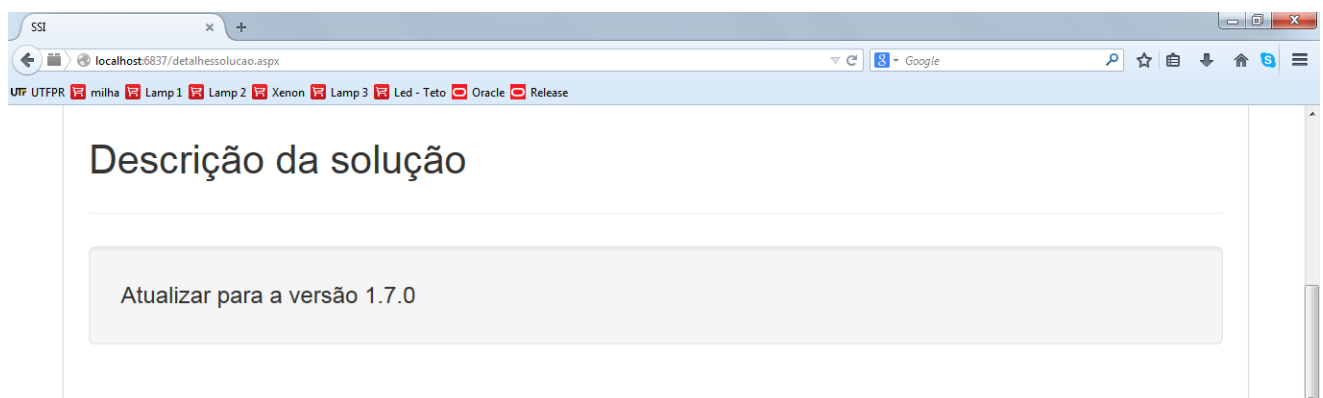 SSI
localhost:6837/detalhessolucao.aspx
Google
UTFPR milha Lamp 1 Lamp 2 Xenon Lamp 3 Led - Teto Oracle Release
Descrição da solução
Atualizar para a versão 1.7.0